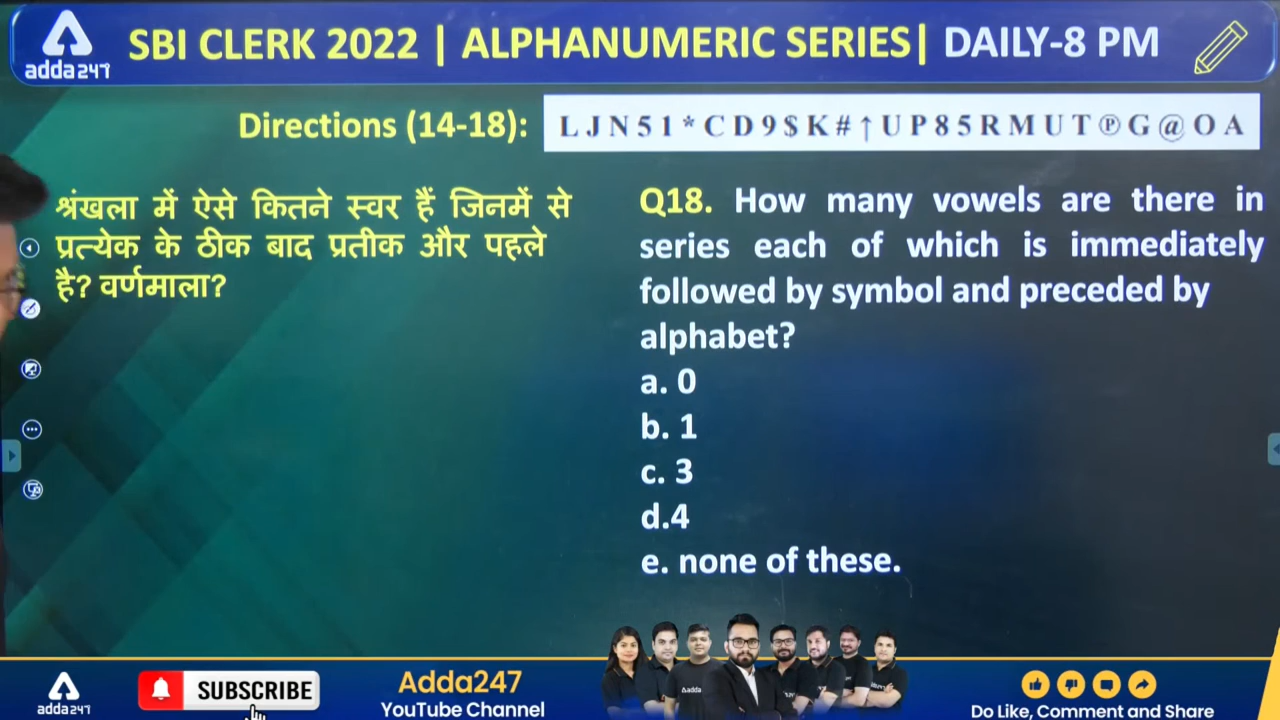 adda247
SBI CLERK 2022 | ALPHANUMERIC SERIES| DAILY-8 PM
Directions (14-18): L J N 5 1 * C D 9 $ K # ↑ U P 8 5 R M U T ℗ G @ O A
श्रंखला में ऐसे कितने स्वर हैं जिनमें से
प्रत्येक के ठीक बाद प्रतीक और पहले
है? वर्णमाला?
Q18. How many vowels are there in
series each of which is immediately
followed by symbol and preceded by
alphabet?
a. 0
b. 1
c. 3
d.4
e. none of these.
adda247
SUBSCRIBE
Adda247
YouTube Channel
Adda
Like, Comment and Share